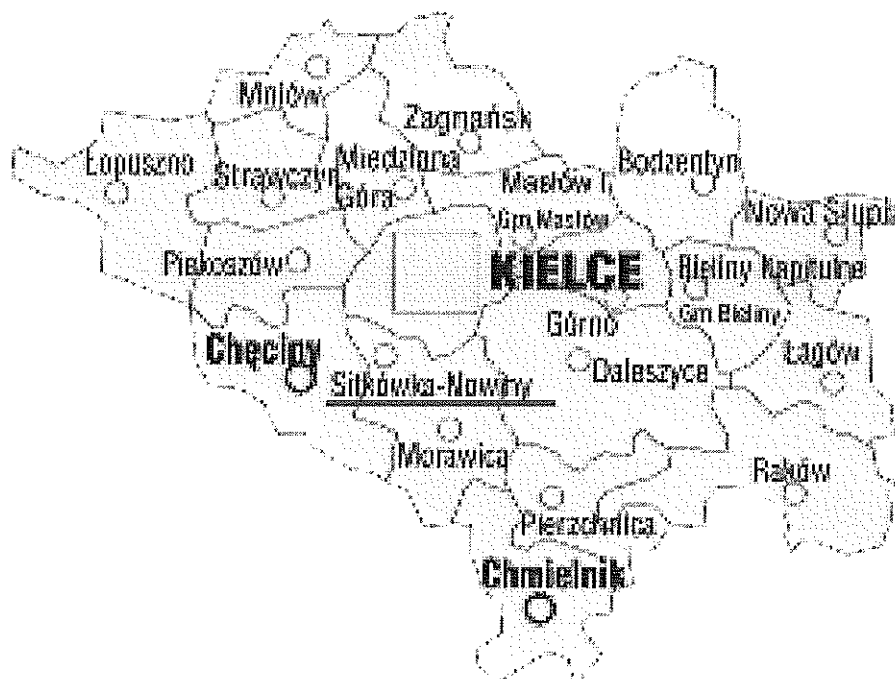 Mniów
Zagnańsk
Łopuszno
Strawczyn
Miedziana
Góra
Masłów I
Bodzentyn
Gm. Masłów
Nowa Słupia
Piekoszów
KIELCE
Bieliny Kapitulne
Gm. Bieliny
Górno
Chęciny
Sitkówka-Nowiny
Daleszyce
Łagów
Morawica
Raków
Pierzchnica
Chmielnik